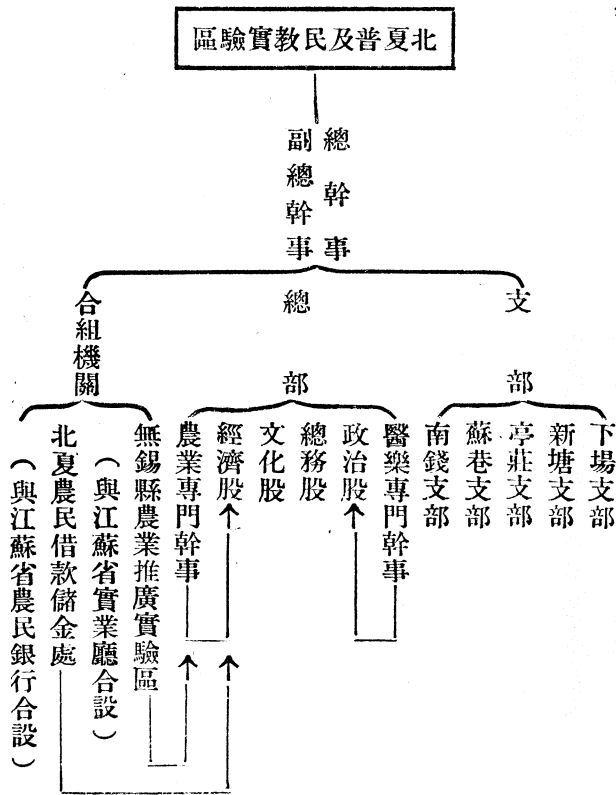 北夏普及民教實驗區
總幹事
副總幹事
支部
總部
合組機關
下場支部
新塘支部
亭莊支部
蘇巷支部
南錢支部
醫藥專門幹事
政治股
總務股
文化股
經濟股
農業專門幹事
無錫縣農業推廣實驗區
（與江蘇省實業廳合設）
北夏農民借款儲金處
（與江蘇省農民銀行合設）